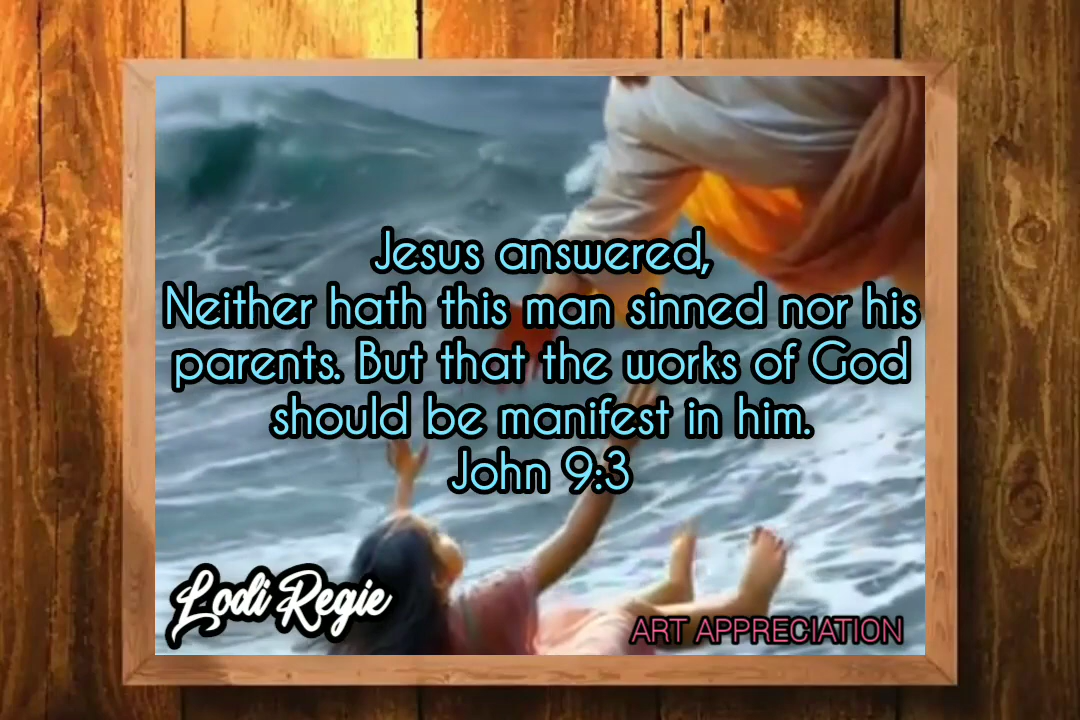 Jesus answered,
Neither hath this man sinned nor his
parents. But that the works of God
should be manifest in him.
John 9:3
Lodi Regie
ART APPRECIATION